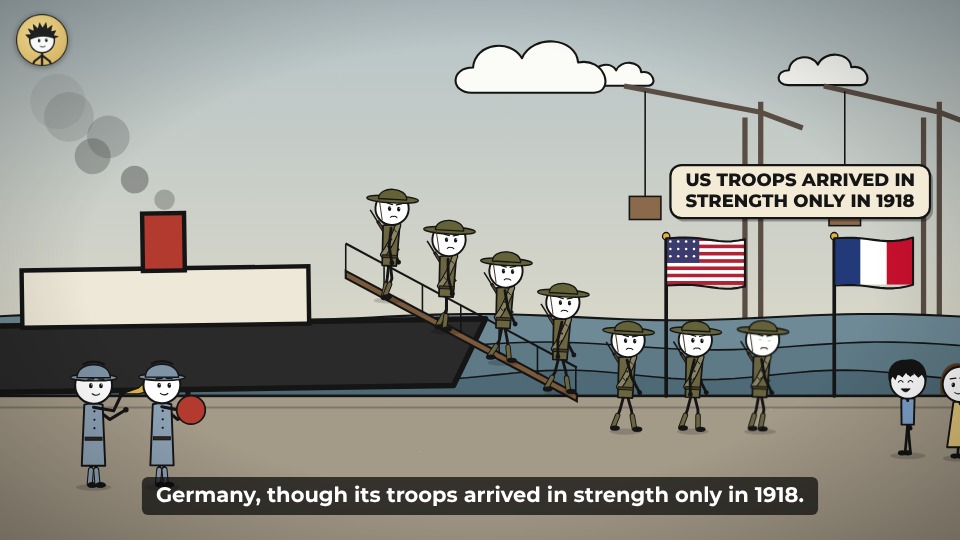 US TROOPS ARRIVED IN
STRENGTH ONLY IN 1918
Germany, though its troops arrived in strength only in 1918.